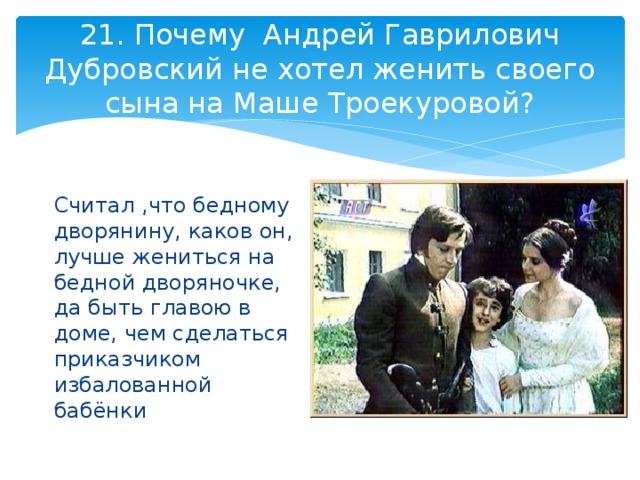 21. Почему Андрей Гаврилович
Дубровский не хотел женить своего
сына на Маше Троекуровой?
Считал ,что бедному
дворянину, каков он,
лучше жениться на
бедной дворяночке,
да быть главою в
доме, чем сделаться
приказчиком
избалованной
бабёнки